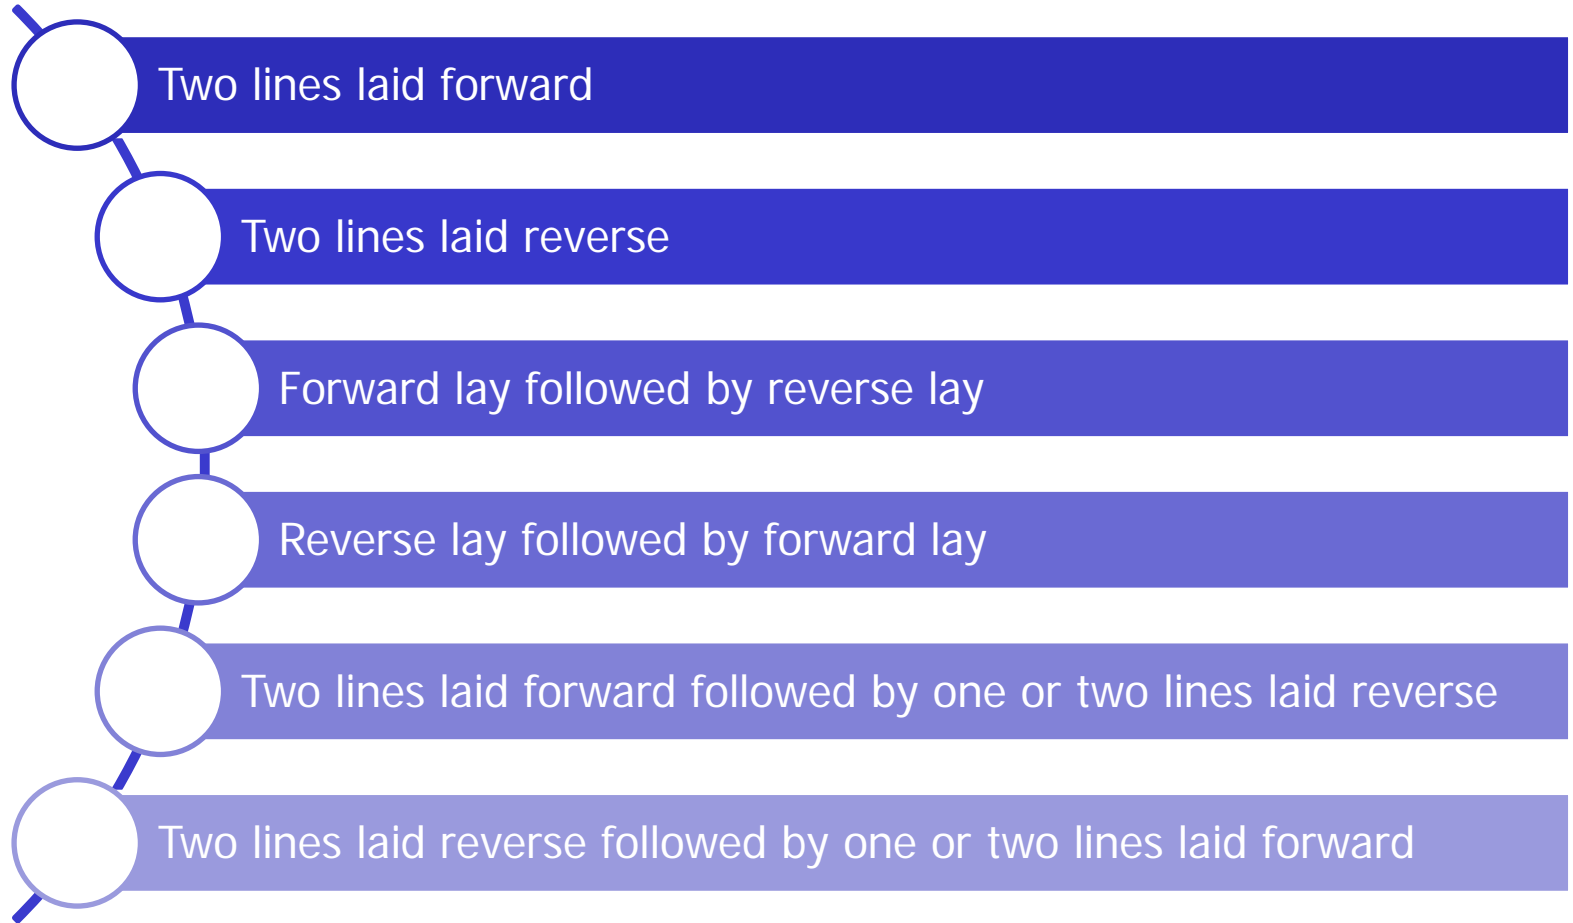 Two lines laid forward
Two lines laid reverse
Forward lay followed by reverse lay
Reverse lay followed by forward lay
Two lines laid forward followed by one or two lines laid reverse
Two lines laid reverse followed by one or two lines laid forward